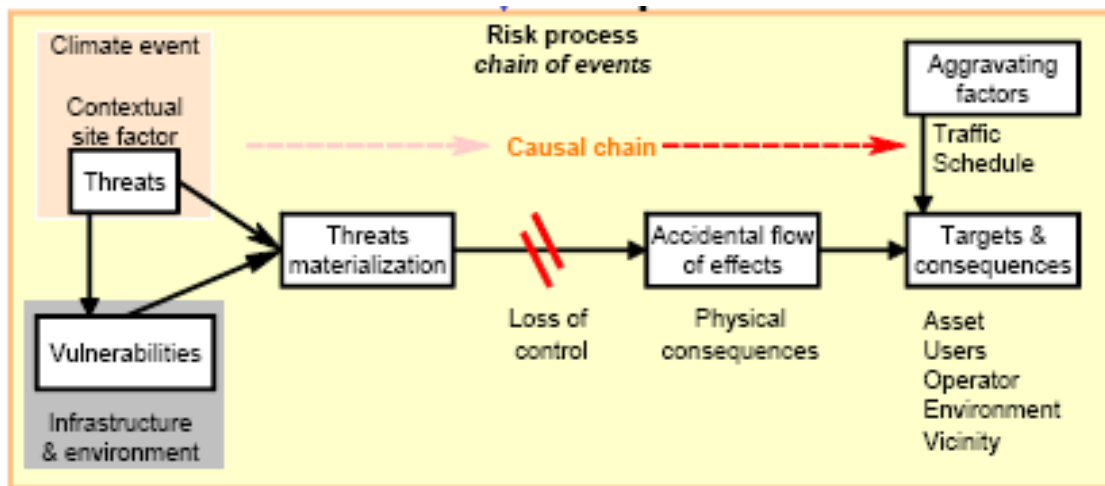 Risk process
chain of events
Climate event
Contextual
site factor
Threats
Causal chain
Aggravating
factors
Traffic
Schedule
Threats
materialization
Accidental flow
of effects
Targets &
consequences
Loss of
control
Physical
consequences
Asset
Users
Operator
Environment
Vicinity
Vulnerabilities
Infrastructure
& environment